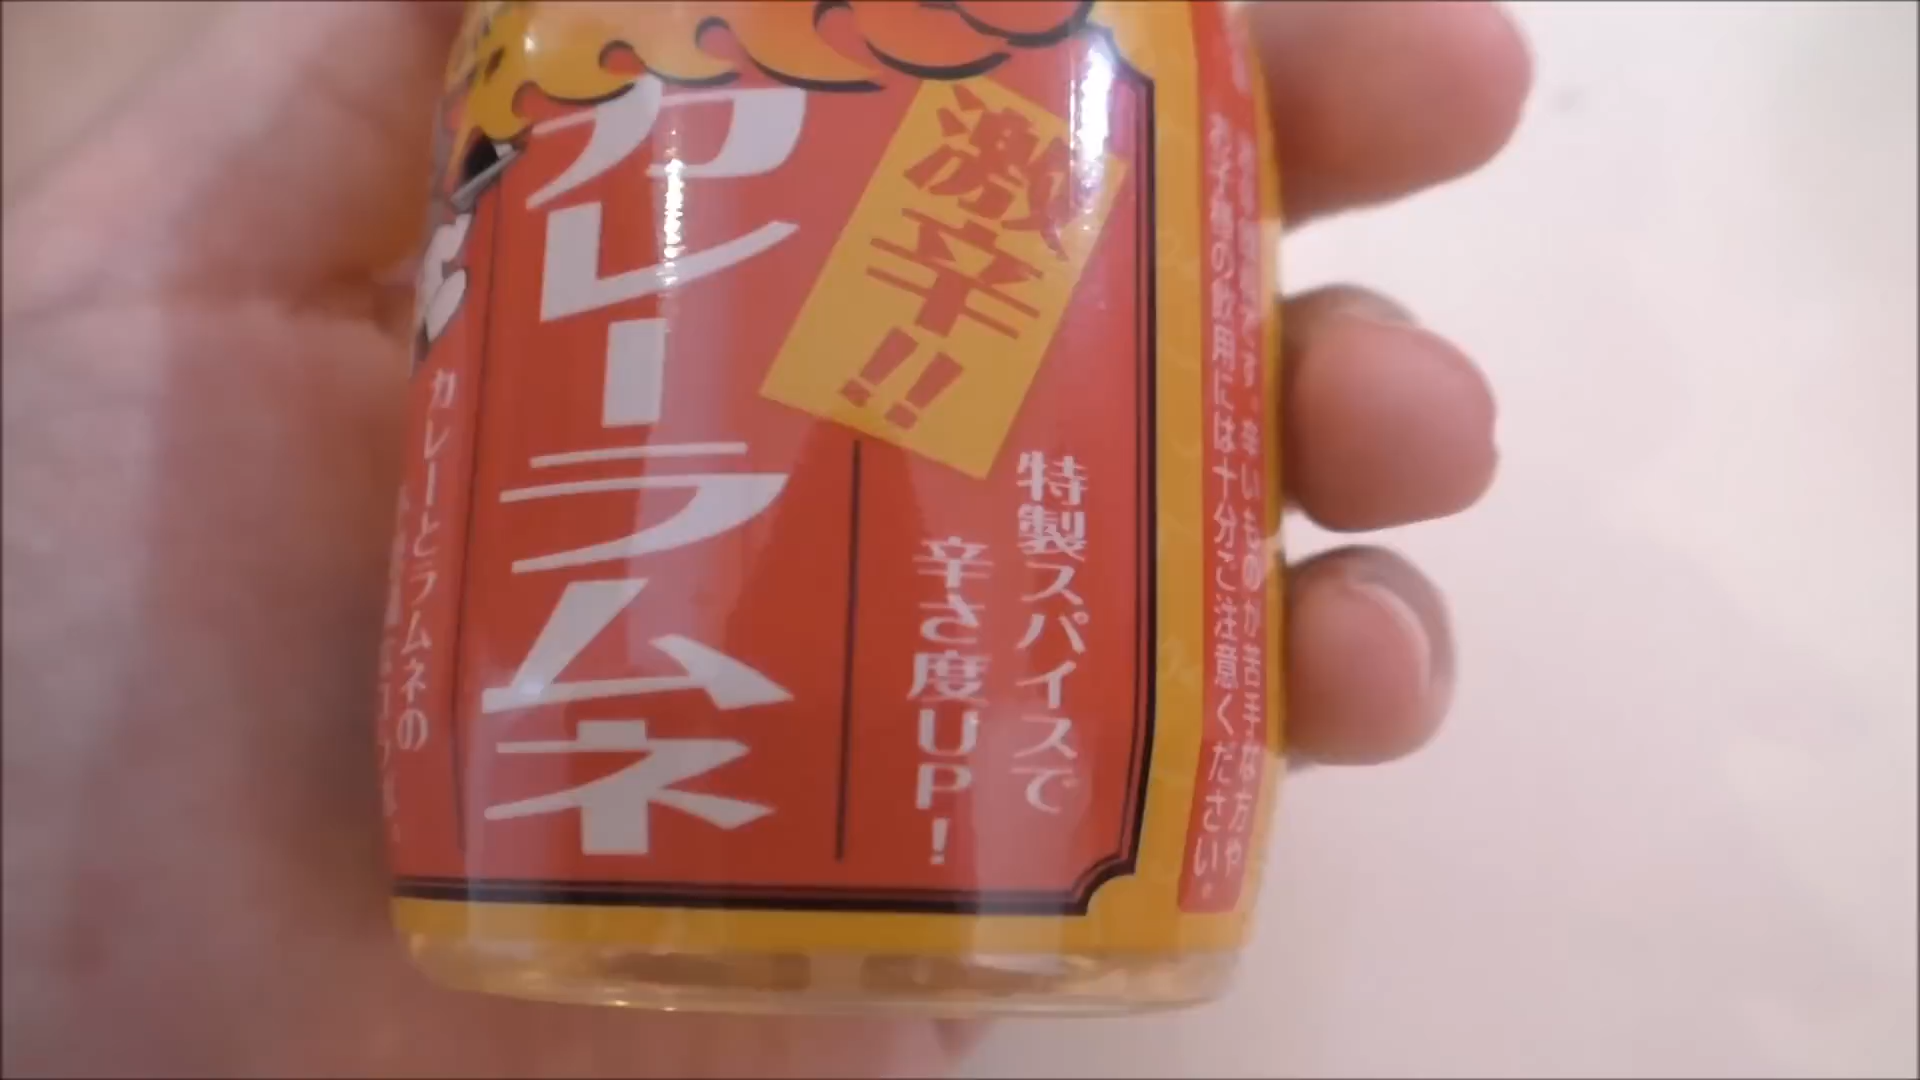 激辛!!
カレーラムネ
特製スパイスで
辛さ度UP!
カレーとラムネの
辛いものが苦手な方や
お子様の飲用には十分ご注意ください。